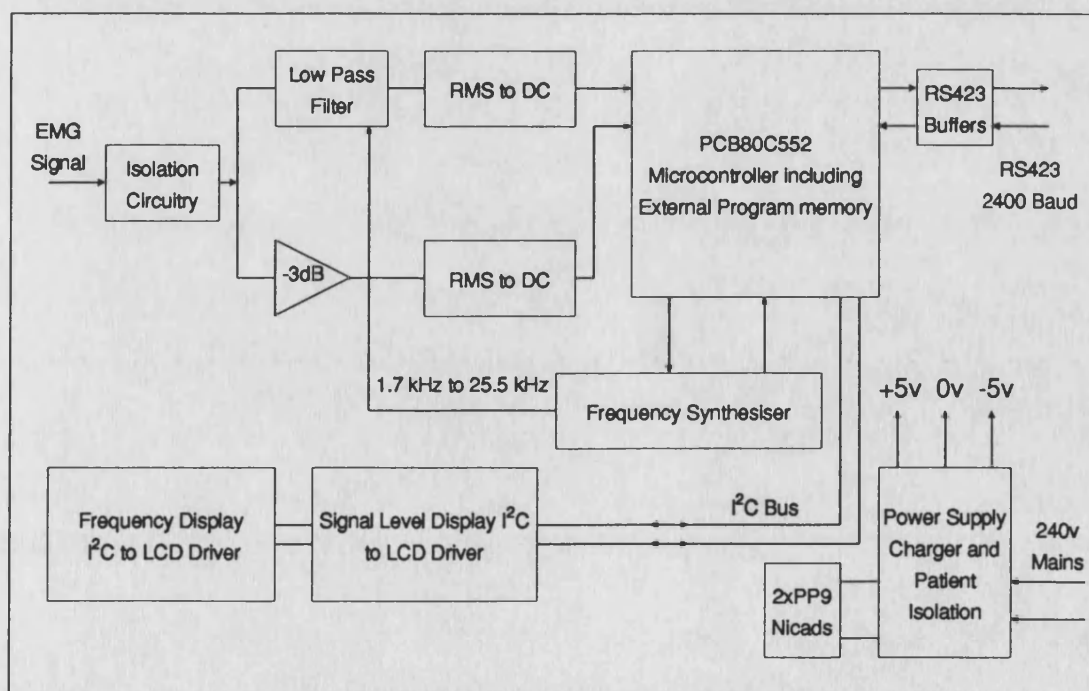 Low Pass
Filter
RMS to DC
EMG
Signal
Isolation
Circuitry
-3dB
RMS to DC
PCB80C552
Microcontroller including
External Program memory
RS423
Buffers
RS423
2400 Baud
1.7 kHz to 25.5 kHz
Frequency Synthesiser
+5v 0v -5v
Frequency Display
I²C to LCD Driver
Signal Level Display I²C
to LCD Driver
I²C Bus
2xPP9
Nicads
Power Supply
Charger and
Patient
Isolation
240v
Mains